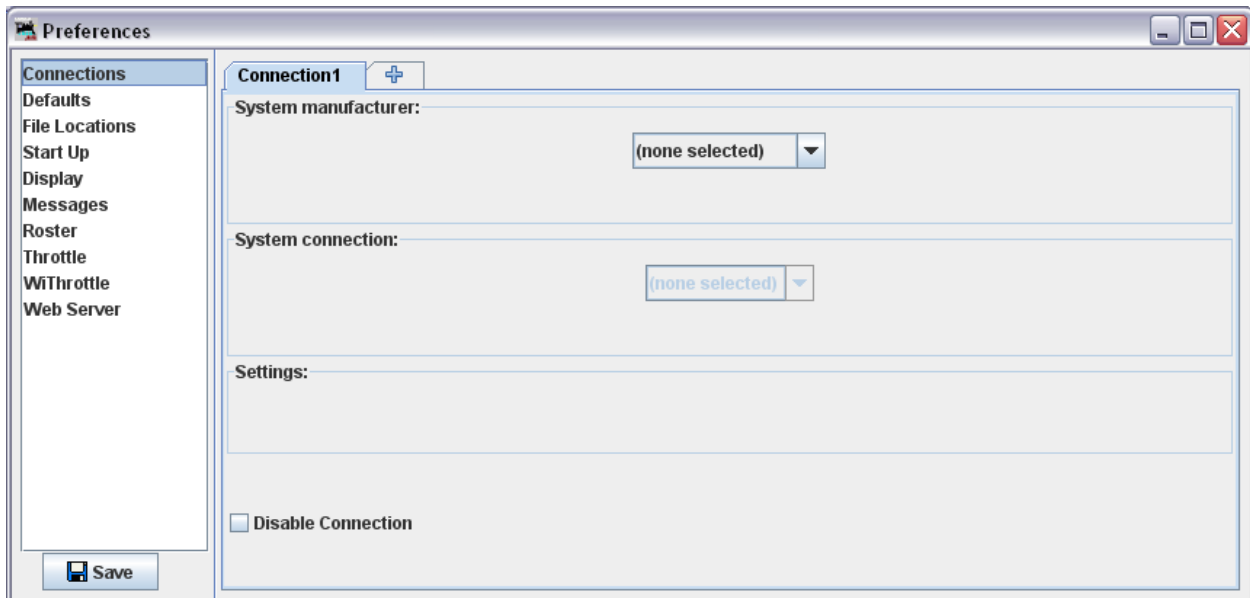 Preferences
Connections
Defaults
File Locations
Start Up
Display
Messages
Roster
Throttle
WiThrottle
Web Server
Save
Connection1
System manufacturer:
(none selected)
System connection:
(none selected)
Settings:
Disable Connection